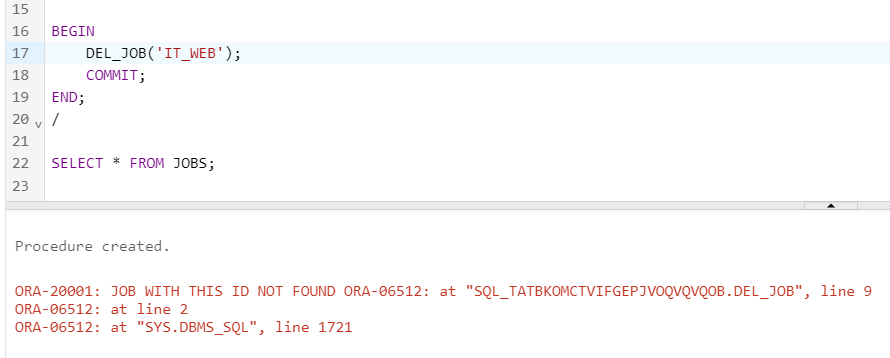 15
16 BEGIN
17 DEL_JOB('IT_WEB');
18 COMMIT;
19 END;
20 v /
21
22 SELECT * FROM JOBS;
23
Procedure created.
ORA-20001: JOB WITH THIS ID NOT FOUND ORA-06512: at "SQL_TATBKOMCTVIFGEPJVOQVQVQOB.DEL_JOB", line 9
ORA-06512: at line 2
ORA-06512: at "SYS.DBMS_SQL", line 1721